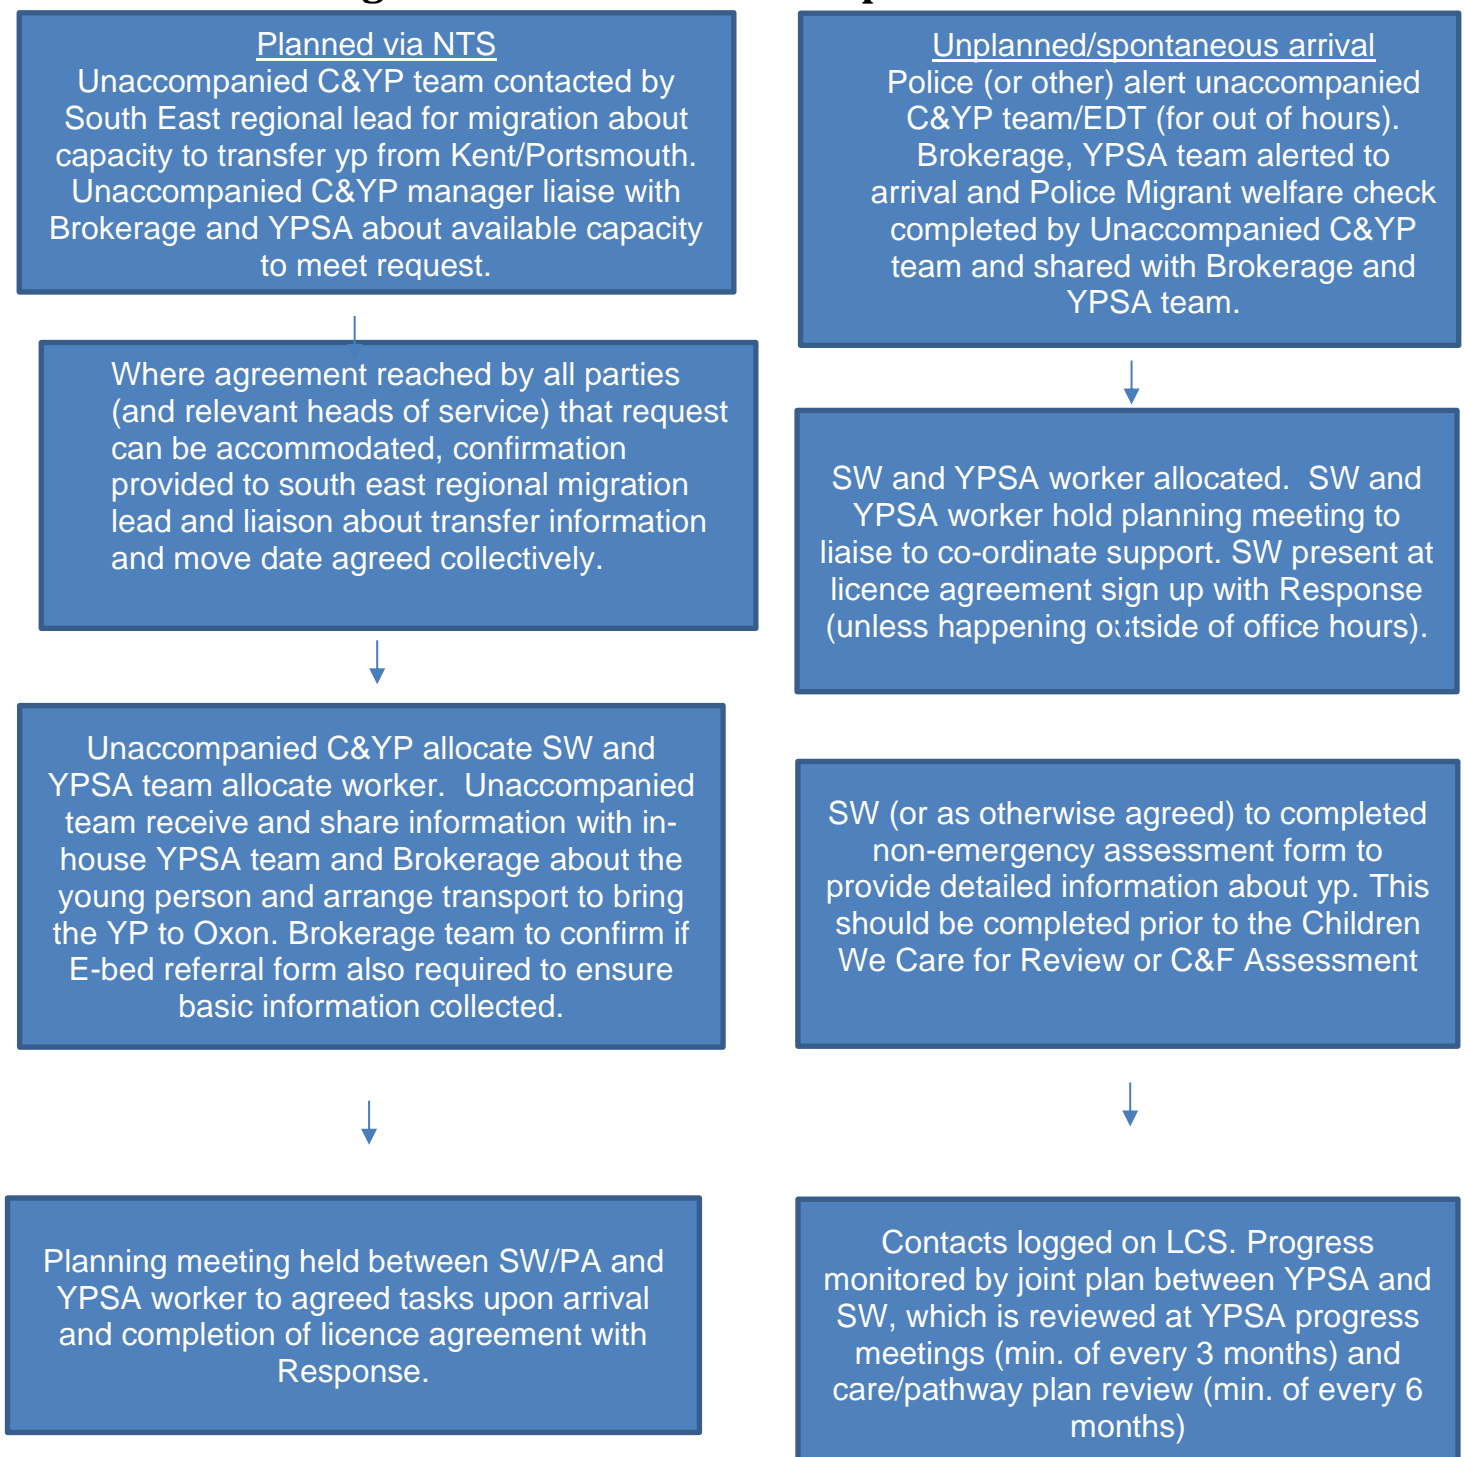 Planned via NTS
Unaccompanied C&YP team contacted by
South East regional lead for migration about
capacity to transfer yp from Kent/Portsmouth.
Unaccompanied C&YP manager liaise with
Brokerage and YPSA about available capacity
to meet request.
Where agreement reached by all parties
(and relevant heads of service) that request
can be accommodated, confirmation
provided to south east regional migration
lead and liaison about transfer information
and move date agreed collectively.
Unaccompanied C&YP allocate SW and
YPSA team allocate worker.  Unaccompanied
team receive and share information with in-
house YPSA team and Brokerage about the
young person and arrange transport to bring
the YP to Oxon. Brokerage team to confirm if
E-bed referral form also required to ensure
basic information collected.
Planning meeting held between SW/PA and
YPSA worker to agreed tasks upon arrival
and completion of licence agreement with
Response.
Unplanned/spontaneous arrival
Police (or other) alert unaccompanied
C&YP team/EDT (for out of hours).
Brokerage, YPSA team alerted to
arrival and Police Migrant welfare check
completed by Unaccompanied C&YP
team and shared with Brokerage and
YPSA team.
SW and YPSA worker allocated.  SW and
YPSA worker hold planning meeting to
liaise to co-ordinate support. SW present at
licence agreement sign up with Response
(unless happening outside of office hours).
SW (or as otherwise agreed) to completed
non-emergency assessment form to
provide detailed information about yp. This
should be completed prior to the Children
We Care for Review or C&F Assessment
Contacts logged on LCS. Progress
monitored by joint plan between YPSA and
SW, which is reviewed at YPSA progress
meetings (min. of every 3 months) and
care/pathway plan review (min. of every 6
months)